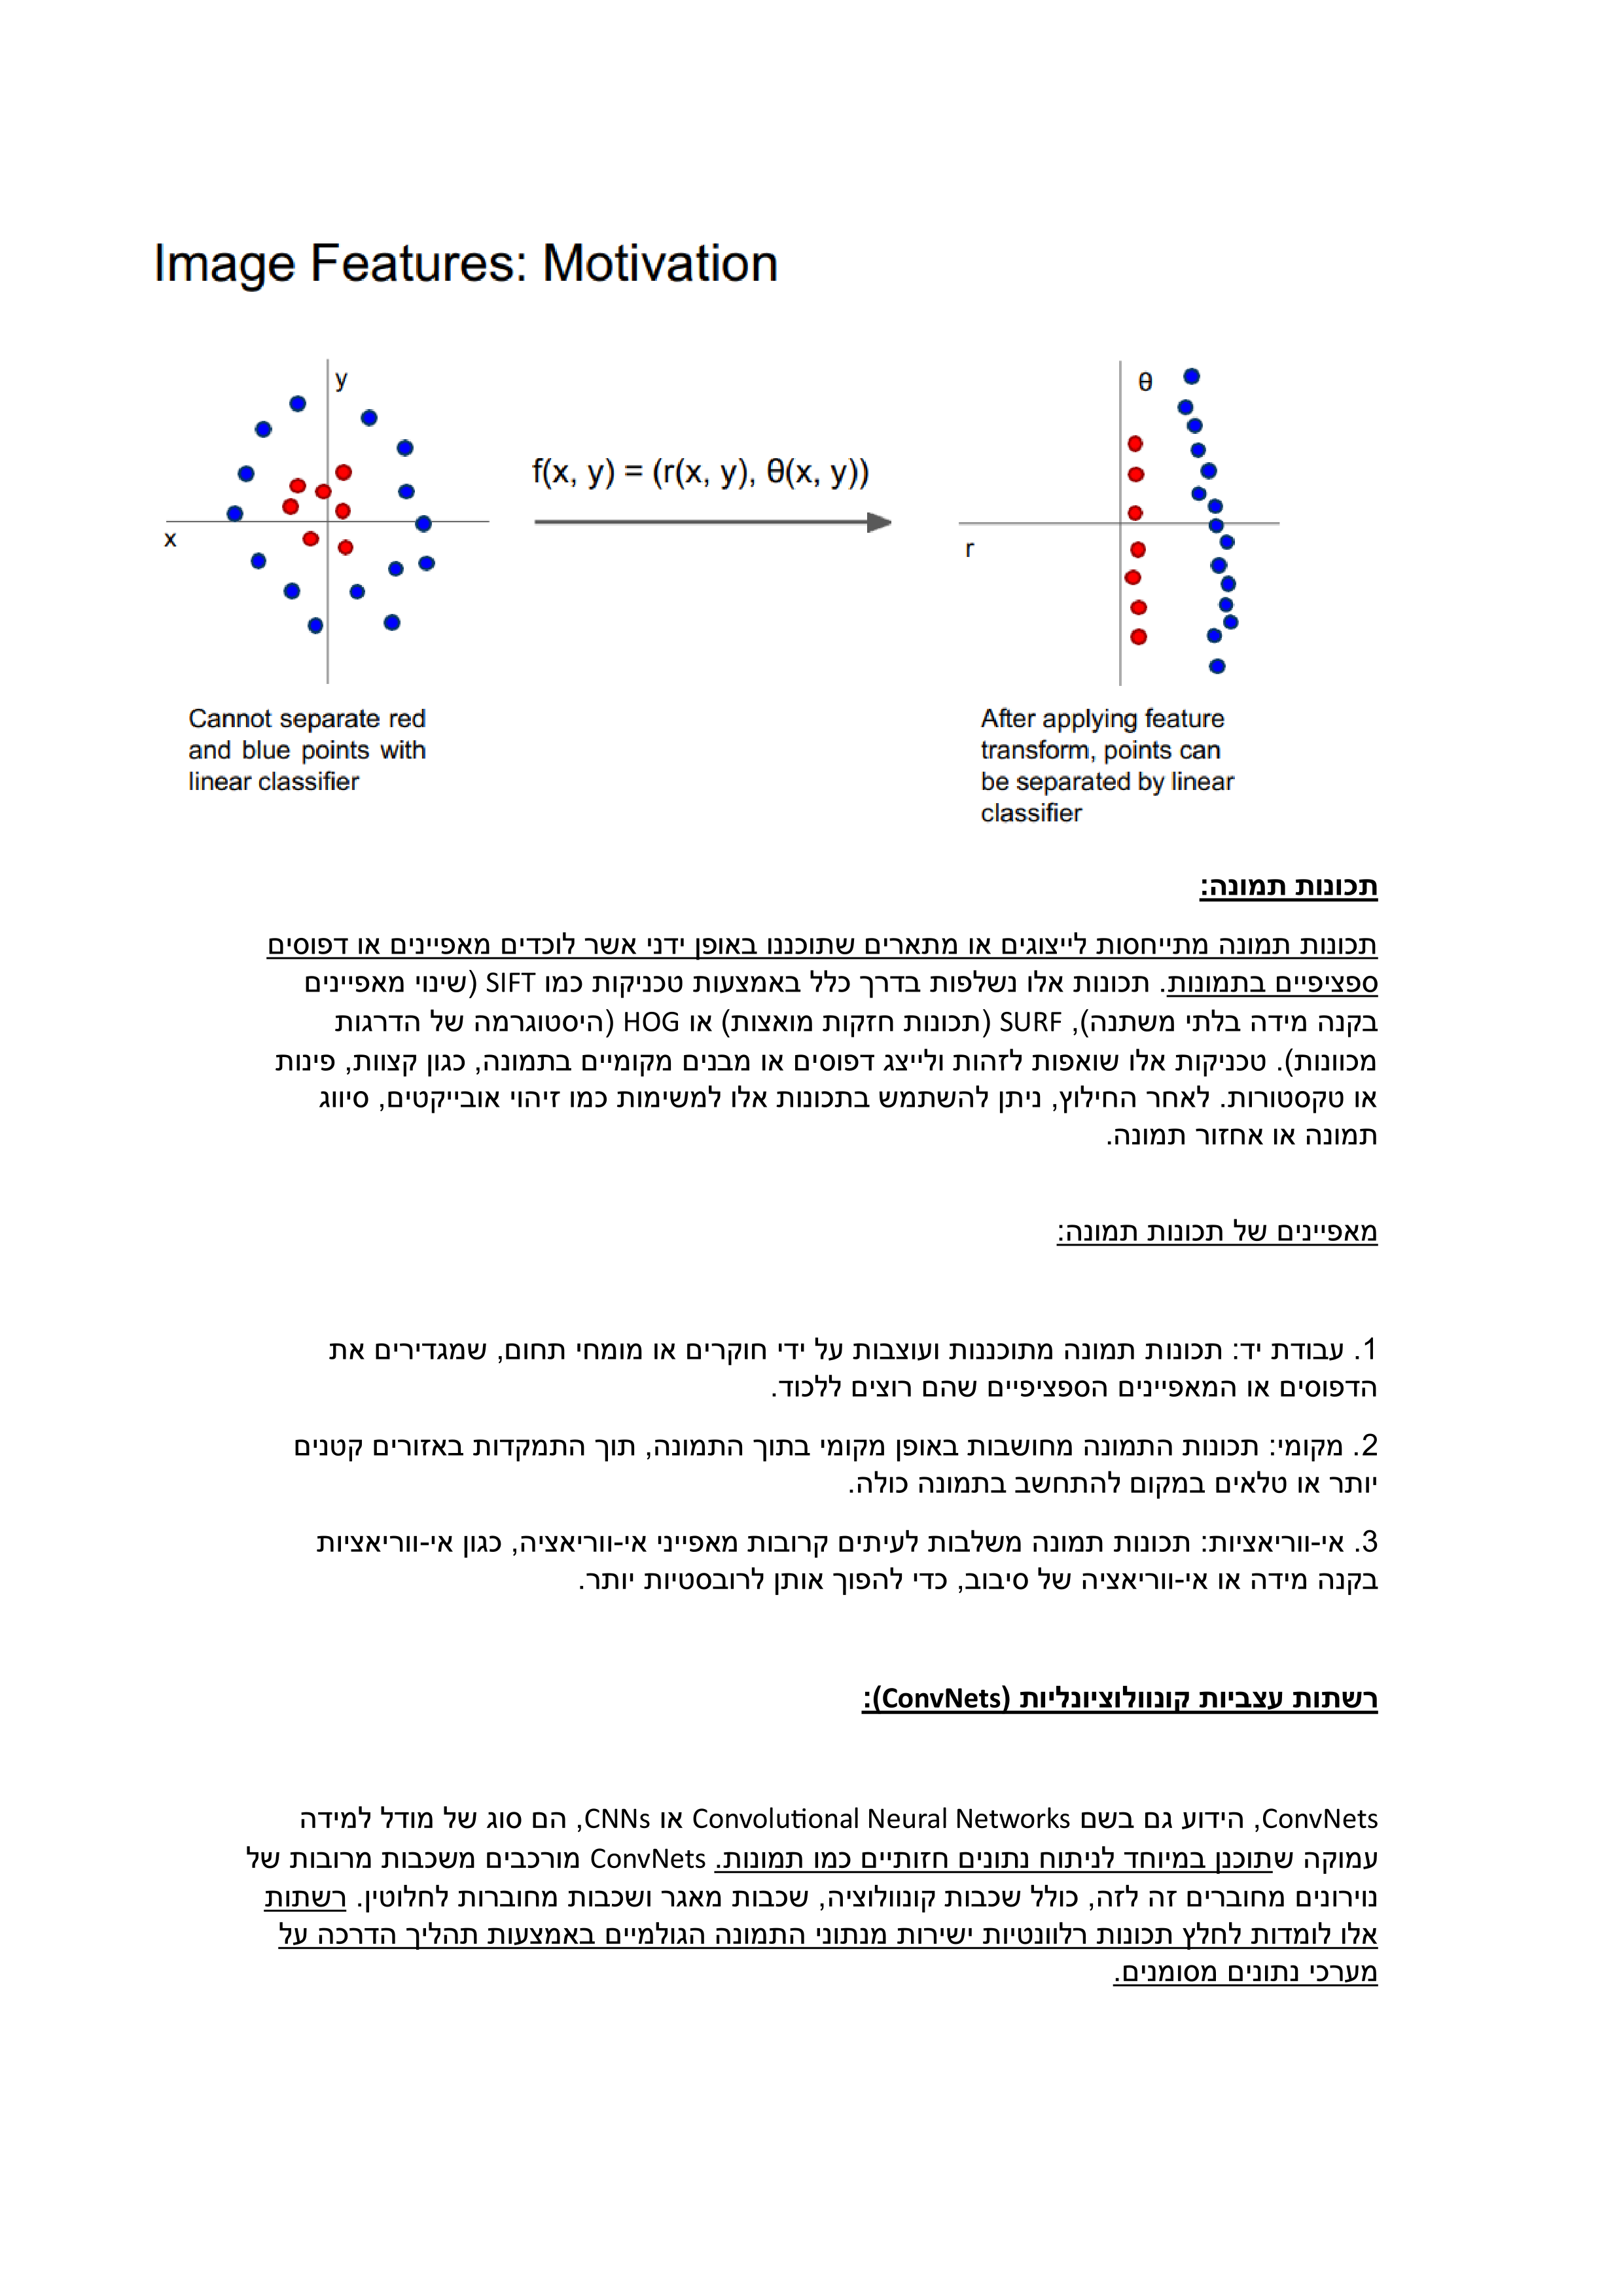 Image Features: Motivation
y
x
f(x, y) = (r(x, y), θ(x, y))
θ
r
Cannot separate red
and blue points with
linear classifier
After applying feature
transform, points can
be separated by linear
classifier
תכונות תמונה:
תכונות תמונה מתייחסות לייצוגים או מתארים שתוכננו באופן ידני אשר לוכדים מאפיינים או דפוסים
ספציפיים בתמונות. תכונות אלו נשלפות בדרך כלל באמצעות טכניקות כמו SIFT (שינוי מאפיינים
בקנה מידה בלתי משתנה), SURF (תכונות חזקות מואצות) או HOG (היסטוגרמה של הדרגות
מכוונות). טכניקות אלו שואפות לזהות ולייצג דפוסים או מבנים מקומיים בתמונה, כגון קצוות, פינות
או טקסטורות. לאחר החילוץ, ניתן להשתמש בתכונות אלו למשימות כמו זיהוי אובייקטים, סיווג
תמונה או אחזור תמונה.
מאפיינים של תכונות תמונה:
1. עבודת יד: תכונות תמונה מתוכננות ועוצבות על ידי חוקרים או מומחי תחום, שמגדירים את
הדפוסים או המאפיינים הספציפיים שהם רוצים ללכוד.
2. מקומי: תכונות התמונה מחושבות באופן מקומי בתוך התמונה, תוך התמקדות באזורים קטנים
יותר או טלאים במקום להתחשב בתמונה כולה.
3. אי-ווריאציות: תכונות תמונה משלבות לעיתים קרובות מאפייני אי-ווריאציה, כגון אי-ווריאציות
בקנה מידה או אי-ווריאציה של סיבוב, כדי להפוך אותן לרובסטיות יותר.
רשתות עצביות קונוולוציונליות (ConvNets):
ConvNets, הידוע גם בשם Convolutional Neural Networks או CNNs, הם סוג של מודל למידה
עמוקה שתוכנן במיוחד לניתוח נתונים חזותיים כמו תמונות. ConvNets מורכבים משכבות מרובות של
נוירונים מחוברים זה לזה, כולל שכבות קונוולוציה, שכבות מאגר ושכבות מחוברות לחלוטין. רשתות
אלו לומדות לחלץ תכונות רלוונטיות ישירות מנתוני התמונה הגולמיים באמצעות תהליך הדרכה על
מערכי נתונים מסומנים.